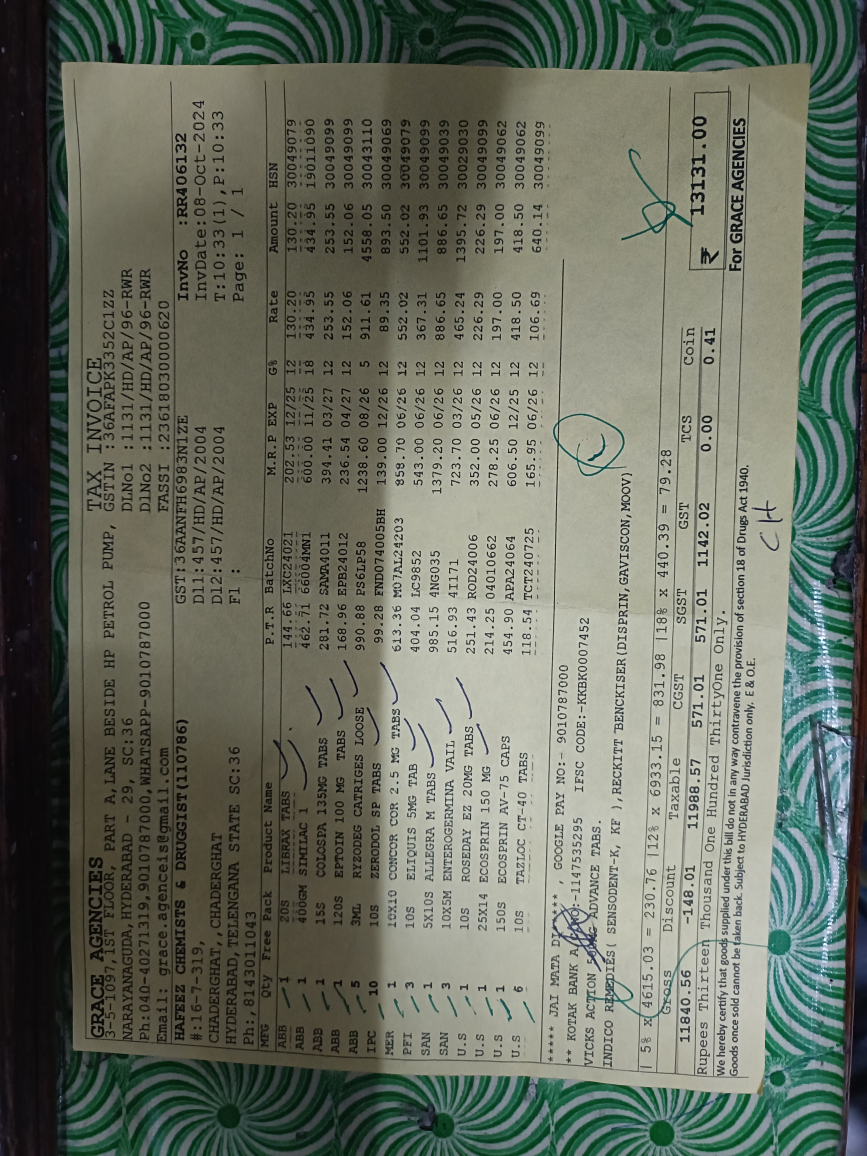 TAX INVOICE
GRACE AGENCIES
3-5-1097,1ST FLOOR, PART A,LANE BESIDE HP PETROL PUMP, GSTIN :36AFAPK3352C1ZZ
NARAYANAGUDA,HYDERABAD - 29, SC:36 DLNo1 :1131/HD/AP/96-RWR
Ph:040-40271319,9010787000,WHATSAPP-9010787000 DlNo2 :1131/HD/AP/96-RWR
Email: grace.agenceis@gmail.com FASSI :23618030000620
HAFEEZ CHEMISTS & DRUGGIST(110786) GST:36AANFH6983N1ZE InvNo :RR406132
#:16-7-319, D11:457/HD/AP/2004 InvDate:08-Oct-2024
CHADERGHAT,,CHADERGHAT D12:457/HD/AP/2004 T:10:33(1),P:10:33
HYDERABAD,TELENGANA STATE SC:36 Fl : Page: 1 / 1
Ph:,8143011043
MFG Qty Free Pack Product Name P.T.R BatchNo M.R.P EXP G% Rate Amount HSN
ABB 1 20S LIBRAX TABS 144.66 LXC24021 202.53 12/25 12 130.20 130.20 30049079
ABB 1 400GM SIMILAC 1 462.71 66004MN1 600.00 11/25 18 434.95 434.95 19011090
ABB 1 15S COLOSPA 135MG TABS 281.72 SAMA4011 394.41 03/27 12 253.55 253.55 30049099
ABB 1 120S EPTOIN 100 MG TABS 168.96 EPB24012 236.54 04/27 12 152.06 152.06 30049099
ABB 5 3ML RYZODEG CATRIGES LOOSE 990.88 PS6LP58 1238.60 08/26 5 911.61 4558.05 30043110
IPC 10 10S ZERODOL SP TABS 99.28 FND074005BH 139.00 12/26 12 89.35 893.50 30049069
MER 1 10X10 CONCOR COR 2.5 MG TABS 613.36 M07AL24203 858.70 06/26 12 552.02 552.02 30049079
PFI 3 10S ELIQUIS 5MG TAB 404.04 LC9852 543.00 06/26 12 367.31 1101.93 30049099
SAN 1 5X10S ALLEGRA M TABS 985.15 4NG035 1379.20 06/26 12 886.65 886.65 30049039
SAN 3 10X5M ENTEROGERMINA VAIL 516.93 4I171 723.70 03/26 12 465.24 1395.72 30029030
U.S 1 10S ROSEDAY EZ 20MG TABS 251.43 ROD24006 352.00 05/26 12 226.29 226.29 30049099
U.S 1 25X14 ECOSPRIN 150 MG 214.25 04010662 278.25 06/26 12 197.00 197.00 30049062
U.S 1 150S ECOSPRIN AV-75 CAPS 454.90 APA24064 606.50 12/25 12 418.50 418.50 30049062
U.S 6 10S TAZLOC CT-40 TABS 118.54 TCT240725 165.95 06/26 12 106.69 640.14 30049099
***** JAI MATA , GOOGLE PAY NO:- 9010787000
** KOTAK BANK :-1147535295 IFSC CODE:-KKBK0007452
VICKS ACTION ADVANCE TABS.
INDICO REMEDIES( SENSODENT-K, KF ),RECKITT BENCKISER(DISPRIN,GAVISCON,MOOV)
| 5% x 4615.03 = 230.76 |12% x 6933.15 = 831.98 |18% x 440.39 = 79.28
Gross Discount Taxable CGST SGST GST TCS Coin
11840.56 -148.01 11988.57 571.01 571.01 1142.02 0.00 0.41 ₹ 13131.00
Rupees Thirteen Thousand One Hundred ThirtyOne Only.
We hereby certify that goods supplied under this bill do not in any way contravene the provision of section 18 of Drugs Act 1940.
Goods once sold cannot be taken back. Subject to HYDERABAD Jurisdiction only. E & O.E.
For GRACE AGENCIES